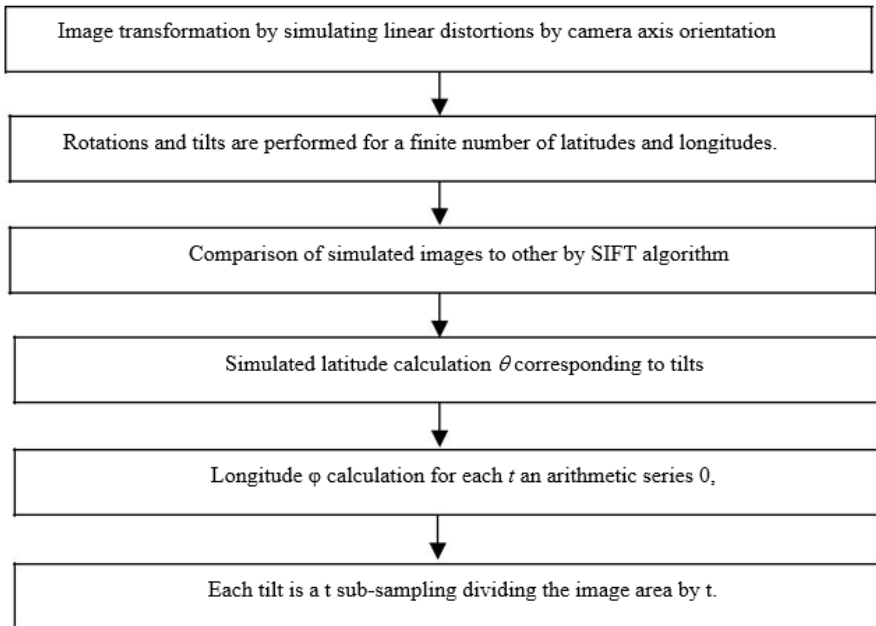 Image transformation by simulating linear distortions by camera axis orientation
Rotations and tilts are performed for a finite number of latitudes and longitudes.
Comparison of simulated images to other by SIFT algorithm
Simulated latitude calculation θ corresponding to tilts
Longitude φ calculation for each t an arithmetic series 0,
Each tilt is a t sub-sampling dividing the image area by t.